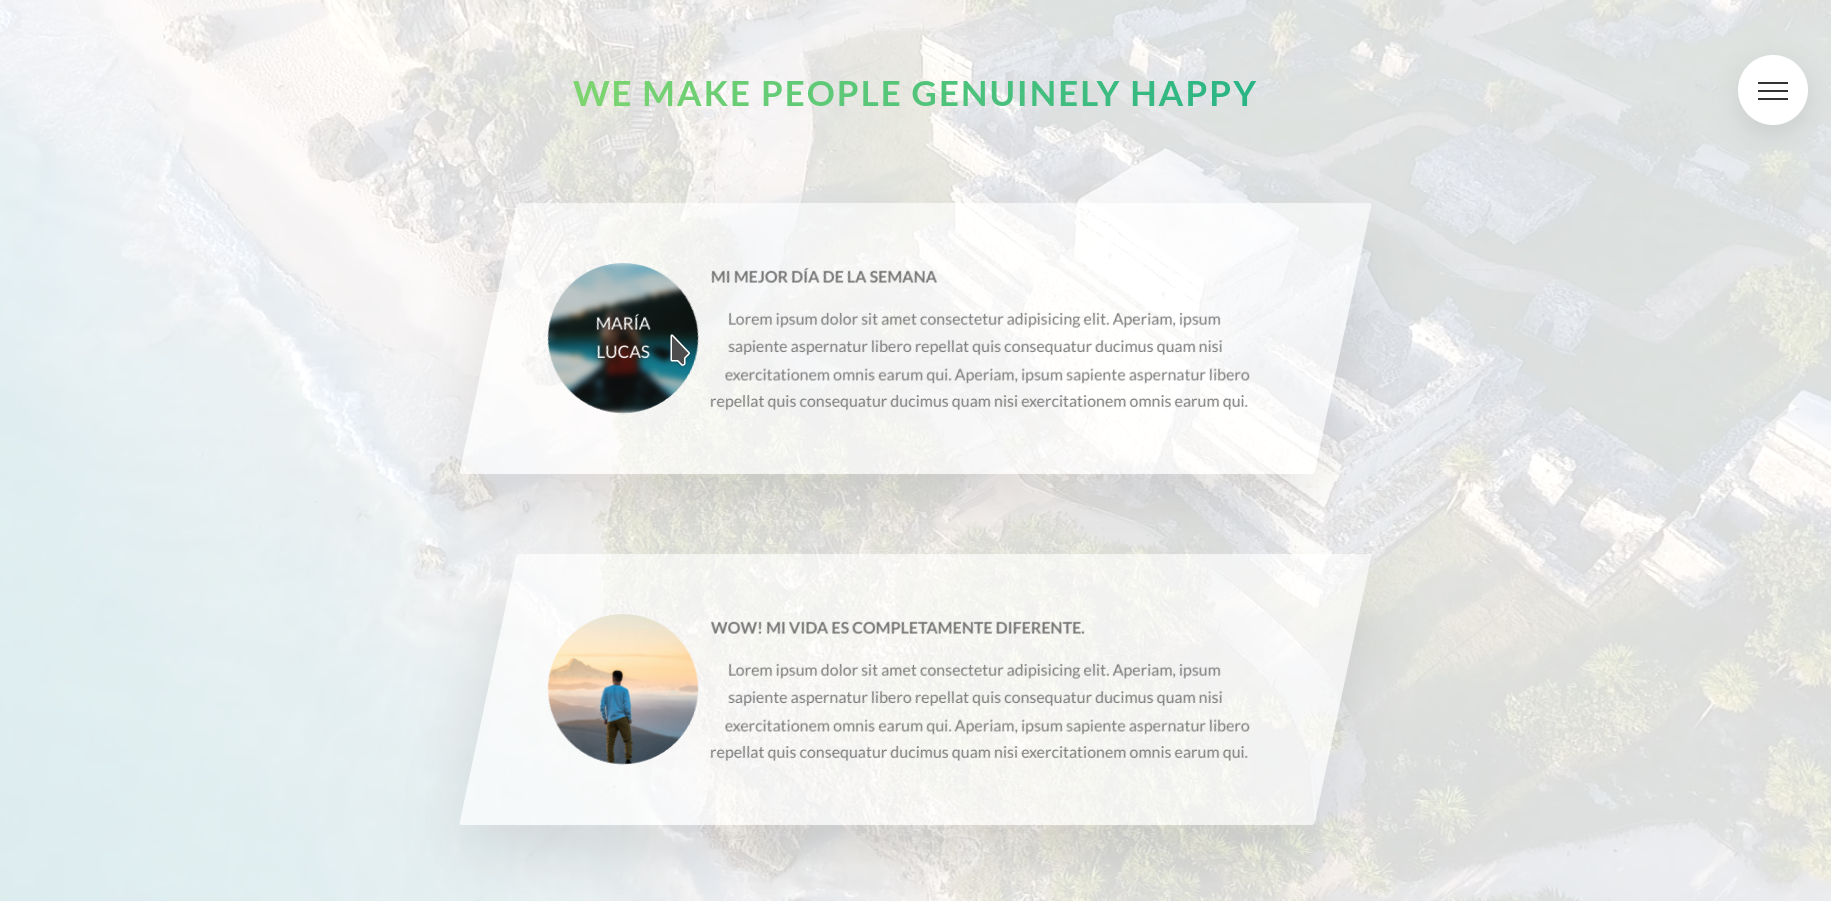 WE MAKE PEOPLE GENUINELY HAPPY
MARÍA
LUCAS
MI MEJOR DÍA DE LA SEMANA
Lorem ipsum dolor sit amet consectetur adipisicing elit. Aperiam, ipsum
sapiente aspernatur libero repellat quis consequatur ducimus quam nisi
exercitationem omnis earum qui. Aperiam, ipsum sapiente aspernatur libero
repellat quis consequatur ducimus quam nisi exercitationem omnis earum qui.
WOW! MI VIDA ES COMPLETAMENTE DIFERENTE.
Lorem ipsum dolor sit amet consectetur adipisicing elit. Aperiam, ipsum
sapiente aspernatur libero repellat quis consequatur ducimus quam nisi
exercitationem omnis earum qui. Aperiam, ipsum sapiente aspernatur libero
repellat quis consequatur ducimus quam nisi exercitationem omnis earum qui.